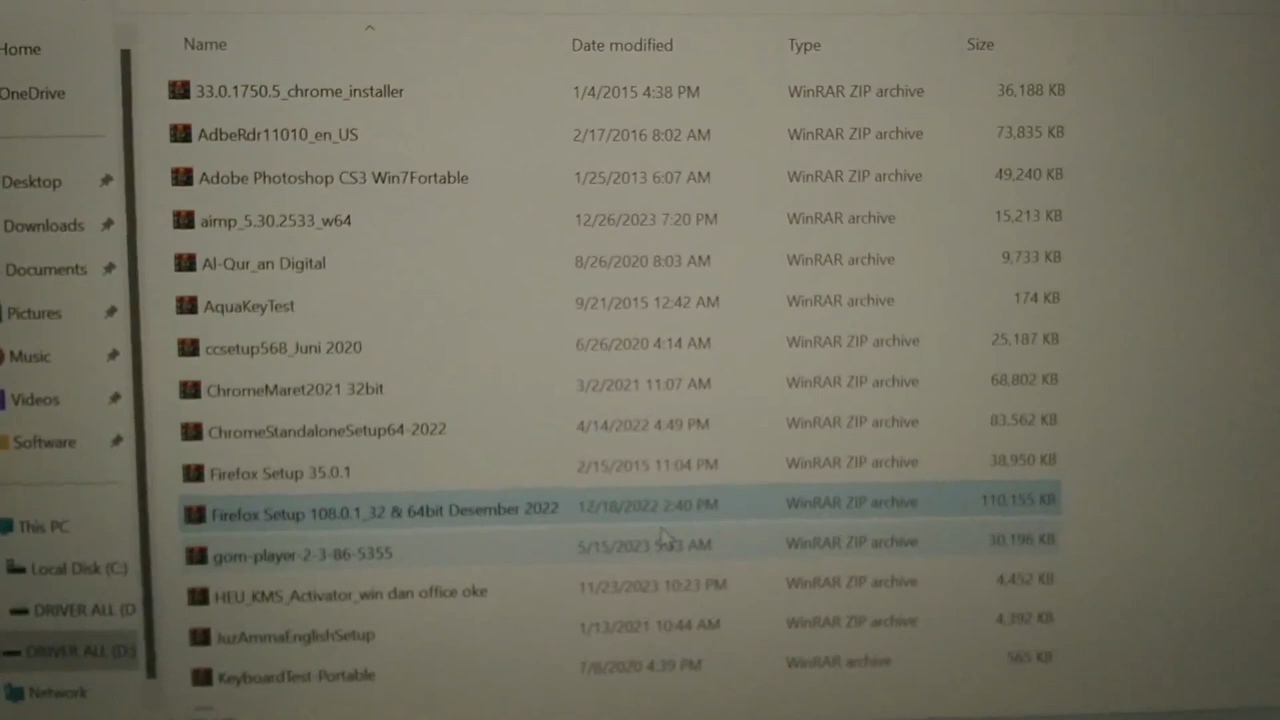 Name Date modified Type Size
Home
33.0.1750.5_chrome_installer 1/4/2015 4:38 PM WinRAR ZIP archive 36,188 KB
OneDrive
AdbeRdr11010_en_US 2/17/2016 8:02 AM WinRAR ZIP archive 73,835 KB
Desktop
Adobe Photoshop CS3 Win7Fortable 1/25/2013 6:07 AM WinRAR ZIP archive 49,240 KB
Downloads
aimp_5.30.2533_w64 12/26/2023 7:20 PM WinRAR archive 15,213 KB
Documents
Al-Qur_an Digital 8/26/2020 8:03 AM WinRAR archive 9,733 KB
Pictures
AquaKeyTest 9/21/2015 12:42 AM WinRAR archive 174 KB
Music
ccsetup568_Juni 2020 6/26/2020 4:14 AM WinRAR ZIP archive 25,187 KB
Videos
ChromeMaret2021 32bit 3/2/2021 11:07 AM WinRAR ZIP archive 68,802 KB
Software
ChromeStandaloneSetup64-2022 4/14/2022 4:49 PM WinRAR ZIP archive 83,562 KB
Firefox Setup 35.0.1 2/15/2015 11:04 PM WinRAR ZIP archive 38,950 KB
This PC
Firefox Setup 108.0.1_32 & 64bit Desember 2022 12/18/2022 2:40 PM WinRAR ZIP archive 110,155 KB
Local Disk (C:)
gom-player-2-3-86-5355 5/15/2023 AM WinRAR ZIP archive 30,196 KB
DRIVER ALL (D
HEU_KMS_Activator_win dan office oke 11/23/2023 10:23 PM WinRAR ZIP archive 4,452 KB
DRIVER ALL (D:)
JuzAmmaEnglishSetup 1/13/2021 10:44 AM WinRAR ZIP archive 4,392 KB
Network
KeyboardTest-Portable 7/8/2020 4:39 PM WinRAR archive 565 KB